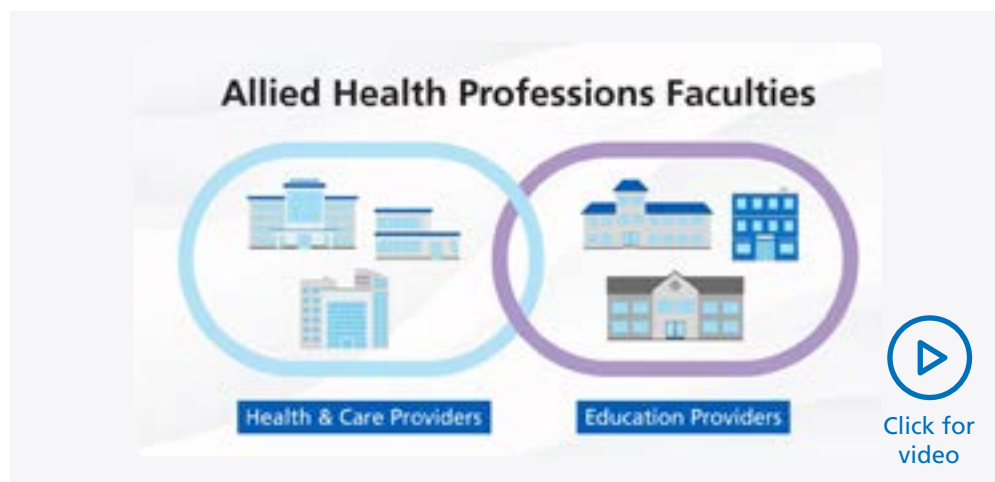 Allied Health Professions Faculties
Health & Care Providers
Education Providers
Click for
video